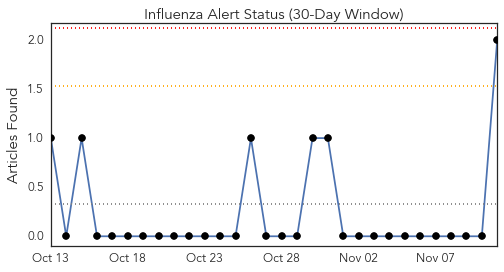 Influenza Alert Status (30-Day Window)
Articles Found
2.0
1.5
1.0
0.5
0.0
Oct 13 Oct 18 Oct 23 Oct 28 Nov 02 Nov 07